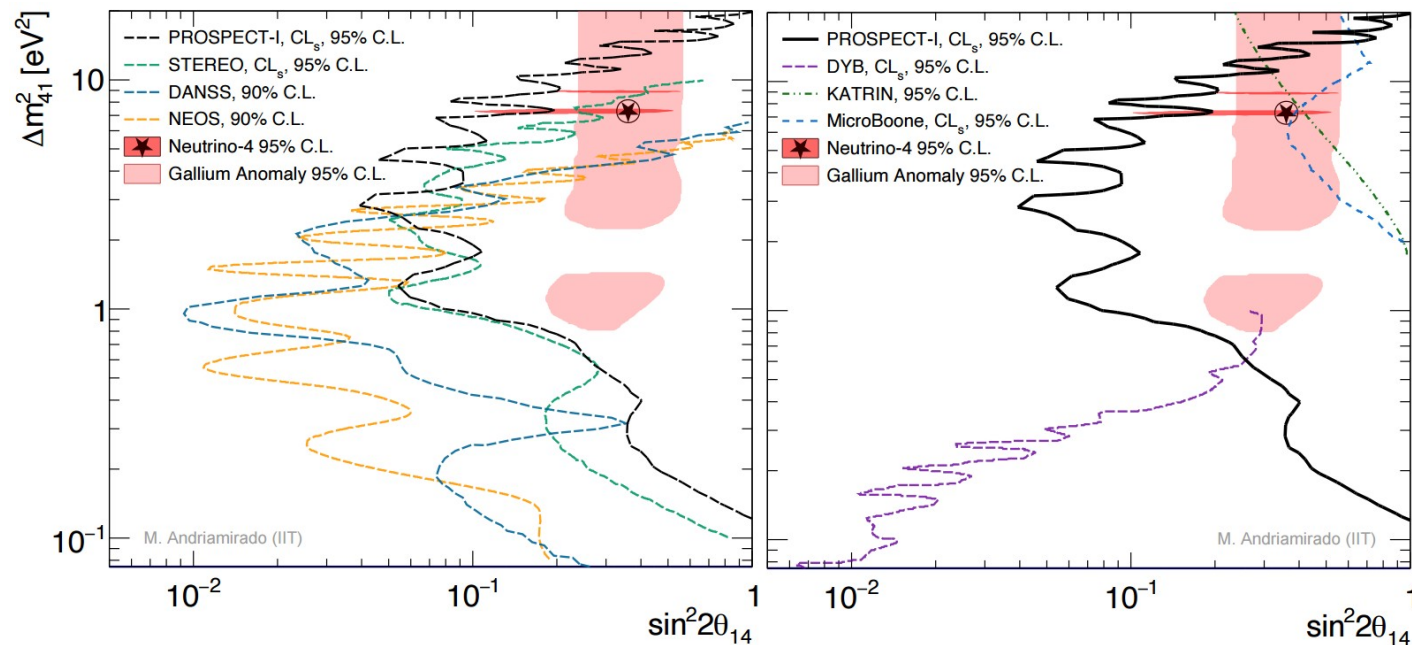 Δm²₄₁ [eV²]
10
1
10⁻¹
PROSPECT-I, CLₛ, 95% C.L.
STEREO, CLₛ, 95% C.L.
DANSS, 90% C.L.
NEOS, 90% C.L.
Neutrino-4 95% C.L.
Gallium Anomaly 95% C.L.
M. Andriamirado (IIT)
10⁻²
10⁻¹
1
sin²2θ₁₄
PROSPECT-I, CLₛ, 95% C.L.
DYB, CLₛ, 95% C.L.
KATRIN, 95% C.L.
MicroBoone, CLₛ, 95% C.L.
Neutrino-4 95% C.L.
Gallium Anomaly 95% C.L.
M. Andriamirado (IIT)
10⁻²
10⁻¹
1
sin²2θ₁₄